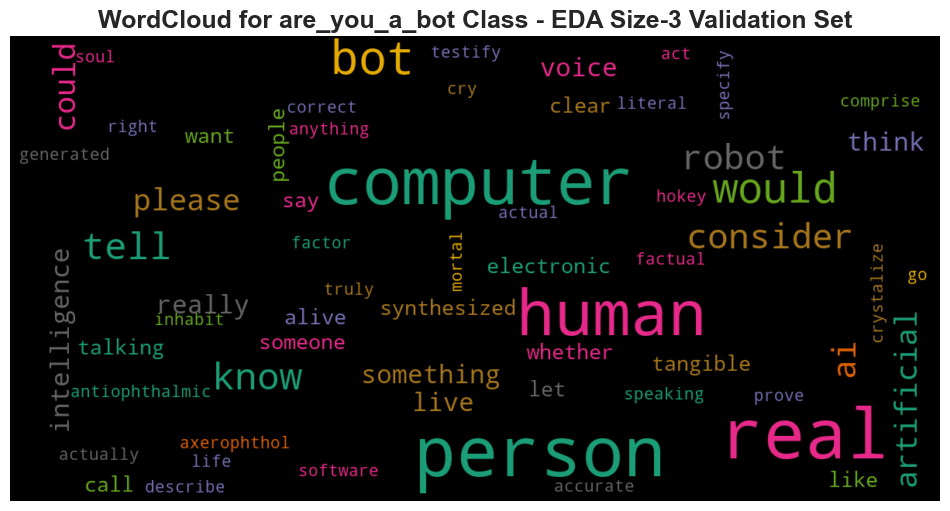 WordCloud for are_you_a_bot Class - EDA Size-3 Validation Set
could
soul
bot
testify
voice
act
specify
cry
clear
literal
comprise
correct
right
want
people
anything
think
generated
computer
robot
please
say
actual
hokey
would
tell
factor
mortal
electronic
factual
consider
crystalize
go
intelligence
really
inhabit
truly
alive
synthesized
human
talking
someone
whether
ai
artificial
antiophthalmic
know
something
live
let
tangible
speaking
prove
actually
axerophthol
life
person
real
call
describe
software
accurate
like